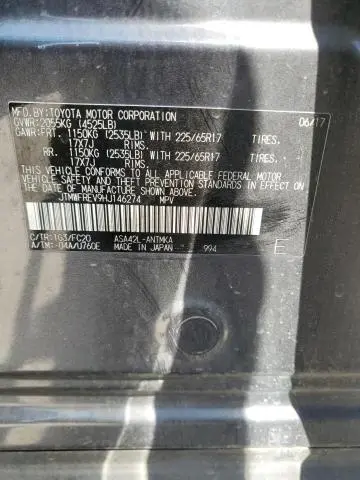 MFD.BY:TOYOTA MOTOR CORPORATION 06/17
GVWR:2055KG (4525LB)
GAWR:FRT. 1150KG (2535LB) WITH 225/65R17 TIRES,
17X7J RIMS.
RR. 1150KG (2535LB) WITH 225/65R17 TIRES,
17X7J RIMS.
THIS VEHICLE CONFORMS TO ALL APPLICABLE FEDERAL MOTOR
VEHICLE SAFETY AND THEFT PREVENTION STANDARDS IN
EFFECT ON THE DATE OF MANUFACTURE SHOWN ABOVE.
JTMWFREV9HJ146274 MPV
C/TR:1G3/FC20 ASA42L-ANTMKA
A/TM:-04A/U760E MADE IN JAPAN 994 E